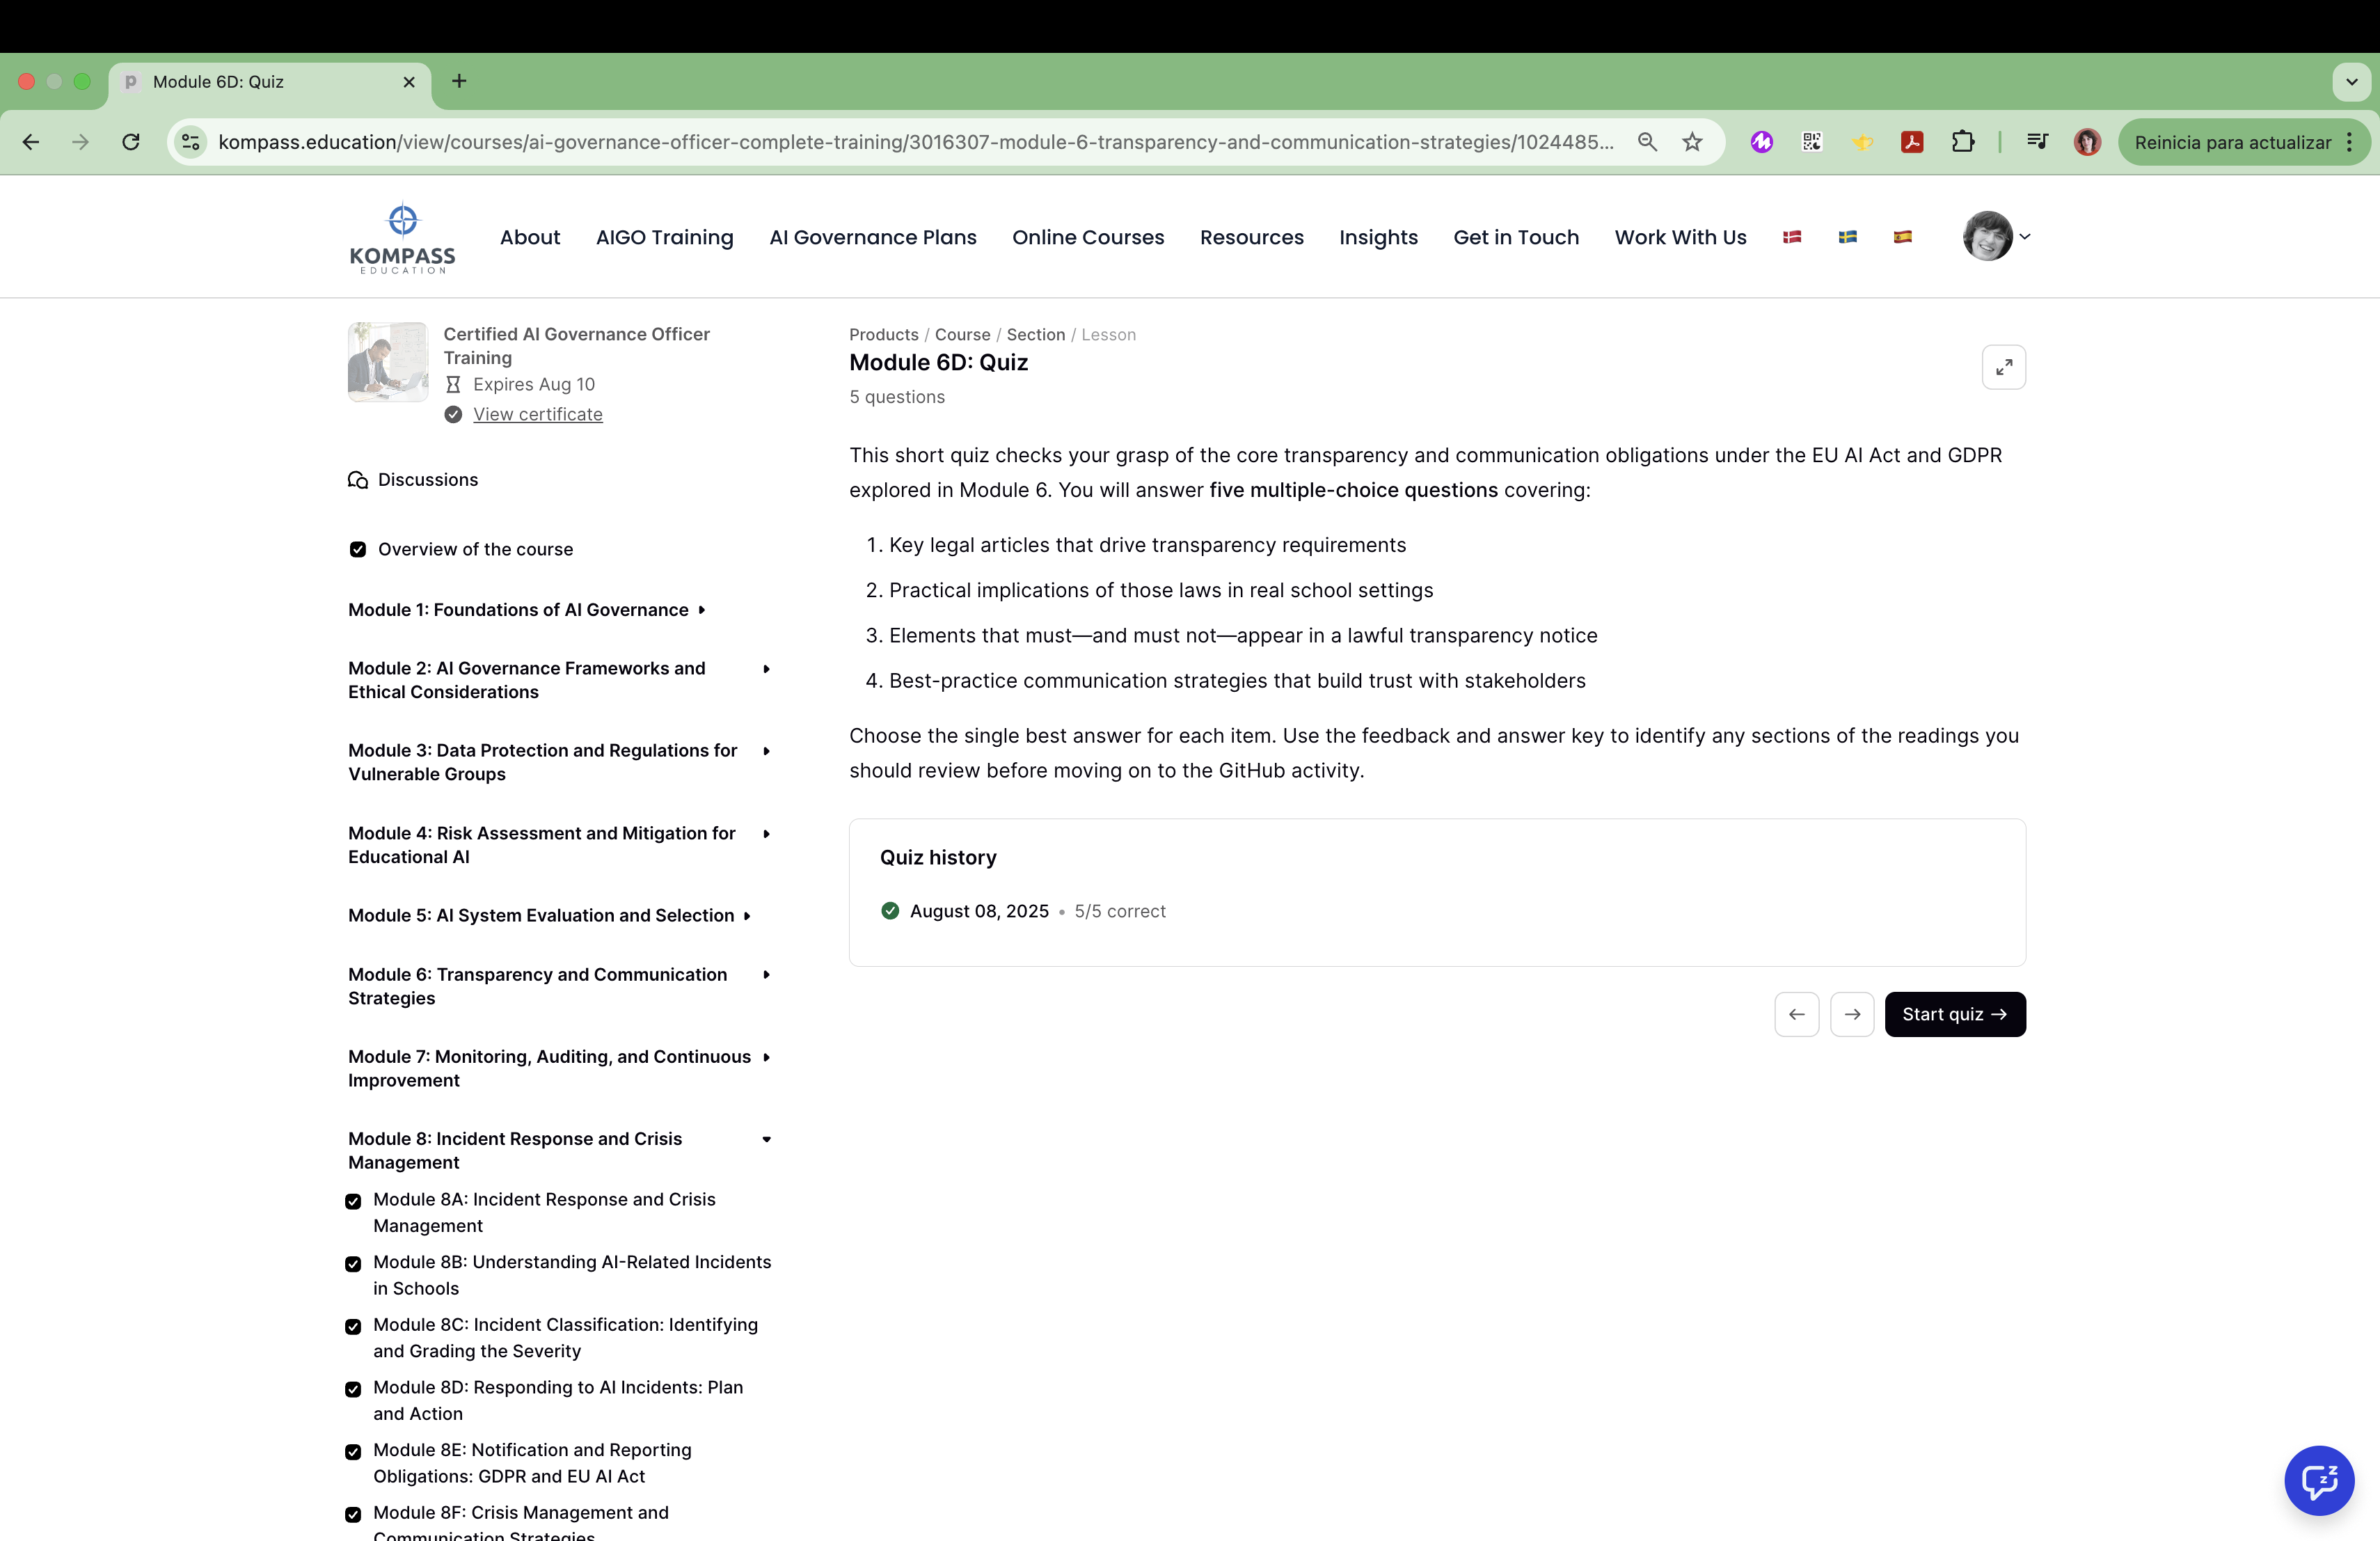 Module 6D: Quiz
kompass.education/view/courses/ai-governance-officer-complete-training/3016307-module-6-transparency-and-communication-strategies/1024485...
Reinicia para actualizar
KOMPASS
EDUCATION
About
AIGO Training
AI Governance Plans
Online Courses
Resources
Insights
Get in Touch
Work With Us
Certified AI Governance Officer
Training
Expires Aug 10
View certificate
Discussions
Overview of the course
Module 1: Foundations of AI Governance
Module 2: AI Governance Frameworks and
Ethical Considerations
Module 3: Data Protection and Regulations for
Vulnerable Groups
Module 4: Risk Assessment and Mitigation for
Educational AI
Module 5: AI System Evaluation and Selection
Module 6: Transparency and Communication
Strategies
Module 7: Monitoring, Auditing, and Continuous
Improvement
Module 8: Incident Response and Crisis
Management
Module 8A: Incident Response and Crisis
Management
Module 8B: Understanding AI-Related Incidents
in Schools
Module 8C: Incident Classification: Identifying
and Grading the Severity
Module 8D: Responding to AI Incidents: Plan
and Action
Module 8E: Notification and Reporting
Obligations: GDPR and EU AI Act
Module 8F: Crisis Management and
Communication Strategies
Products / Course / Section / Lesson
Module 6D: Quiz
5 questions
This short quiz checks your grasp of the core transparency and communication obligations under the EU AI Act and GDPR
explored in Module 6. You will answer five multiple-choice questions covering:
1. Key legal articles that drive transparency requirements
2. Practical implications of those laws in real school settings
3. Elements that must—and must not—appear in a lawful transparency notice
4. Best-practice communication strategies that build trust with stakeholders
Choose the single best answer for each item. Use the feedback and answer key to identify any sections of the readings you
should review before moving on to the GitHub activity.
Quiz history
August 08, 2025 • 5/5 correct
Start quiz →